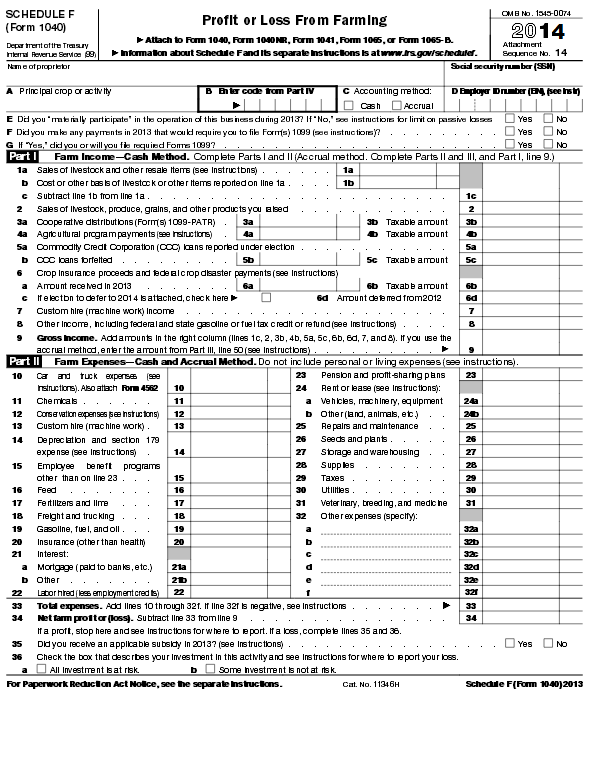 SCHEDULE F
(Form 1040)
Department of the Treasury
Internal Revenue Service (99)
Profit or Loss From Farming
▶ Attach to Form 1040, Form 1040NR, Form 1041, Form 1065, or Form 1065-B.
▶ Information about Schedule F and its separate instructions is at www.irs.gov/schedulef.
OMB No. 1545-0074
2014
Attachment
Sequence No. 14
Name of proprietor
Social security number (SSN)
A Principal crop or activity
B Enter code from Part IV
▶
C Accounting method:
Cash Accrual
D Employer ID number (EIN), (see instr)
E Did you "materially participate" in the operation of this business during 2013? If "No," see instructions for limit on passive losses Yes No
F Did you make any payments in 2013 that would require you to file Form(s) 1099 (see instructions)? Yes No
G If "Yes," did you or will you file required Forms 1099? Yes No
Part I Farm Income—Cash Method. Complete Parts I and II (Accrual method. Complete Parts II and III, and Part I, line 9.)
1a Sales of livestock and other resale items (see instructions) 1a
b Cost or other basis of livestock or other items reported on line 1a 1b
c Subtract line 1b from line 1a 1c
2 Sales of livestock, produce, grains, and other products you raised 2
3a Cooperative distributions (Form(s) 1099-PATR) 3a 3b Taxable amount 3b
4a Agricultural program payments (see instructions) 4a 4b Taxable amount 4b
5a Commodity Credit Corporation (CCC) loans reported under election 5a
b CCC loans forfeited 5b 5c Taxable amount 5c
6 Crop insurance proceeds and federal crop disaster payments (see instructions)
a Amount received in 2013 6a 6b Taxable amount 6b
c If election to defer to 2014 is attached, check here ▶ 6d Amount deferred from 2012 6d
7 Custom hire (machine work) income 7
8 Other income, including federal and state gasoline or fuel tax credit or refund (see instructions) 8
9 Gross income. Add amounts in the right column (lines 1c, 2, 3b, 4b, 5a, 5c, 6b, 6d, 7, and 8). If you use the
accrual method, enter the amount from Part III, line 50 (see instructions) ▶ 9
Part II Farm Expenses—Cash and Accrual Method. Do not include personal or living expenses (see instructions).
10 Car and truck expenses (see
instructions). Also attach Form 4562 10
11 Chemicals 11
12 Conservation expenses (see instructions) 12
13 Custom hire (machine work) 13
14 Depreciation and section 179
expense (see instructions) 14
15 Employee benefit programs
other than on line 23 15
16 Feed 16
17 Fertilizers and lime 17
18 Freight and trucking 18
19 Gasoline, fuel, and oil 19
20 Insurance (other than health) 20
21 Interest:
a Mortgage (paid to banks, etc.) 21a
b Other 21b
22 Labor hired (less employment credits) 22
23 Pension and profit-sharing plans 23
24 Rent or lease (see instructions):
a Vehicles, machinery, equipment 24a
b Other (land, animals, etc.) 24b
25 Repairs and maintenance 25
26 Seeds and plants 26
27 Storage and warehousing 27
28 Supplies 28
29 Taxes 29
30 Utilities 30
31 Veterinary, breeding, and medicine 31
32 Other expenses (specify):
a 32a
b 32b
c 32c
d 32d
e 32e
f 32f
33 Total expenses. Add lines 10 through 32f. If line 32f is negative, see instructions ▶ 33
34 Net farm profit or (loss). Subtract line 33 from line 9 34
If a profit, stop here and see instructions for where to report. If a loss, complete lines 35 and 36.
35 Did you receive an applicable subsidy in 2013? (see instructions) Yes No
36 Check the box that describes your investment in this activity and see instructions for where to report your loss.
a All investment is at risk. b Some investment is not at risk.
For Paperwork Reduction Act Notice, see the separate instructions. Cat. No. 11346H Schedule F (Form 1040) 2013